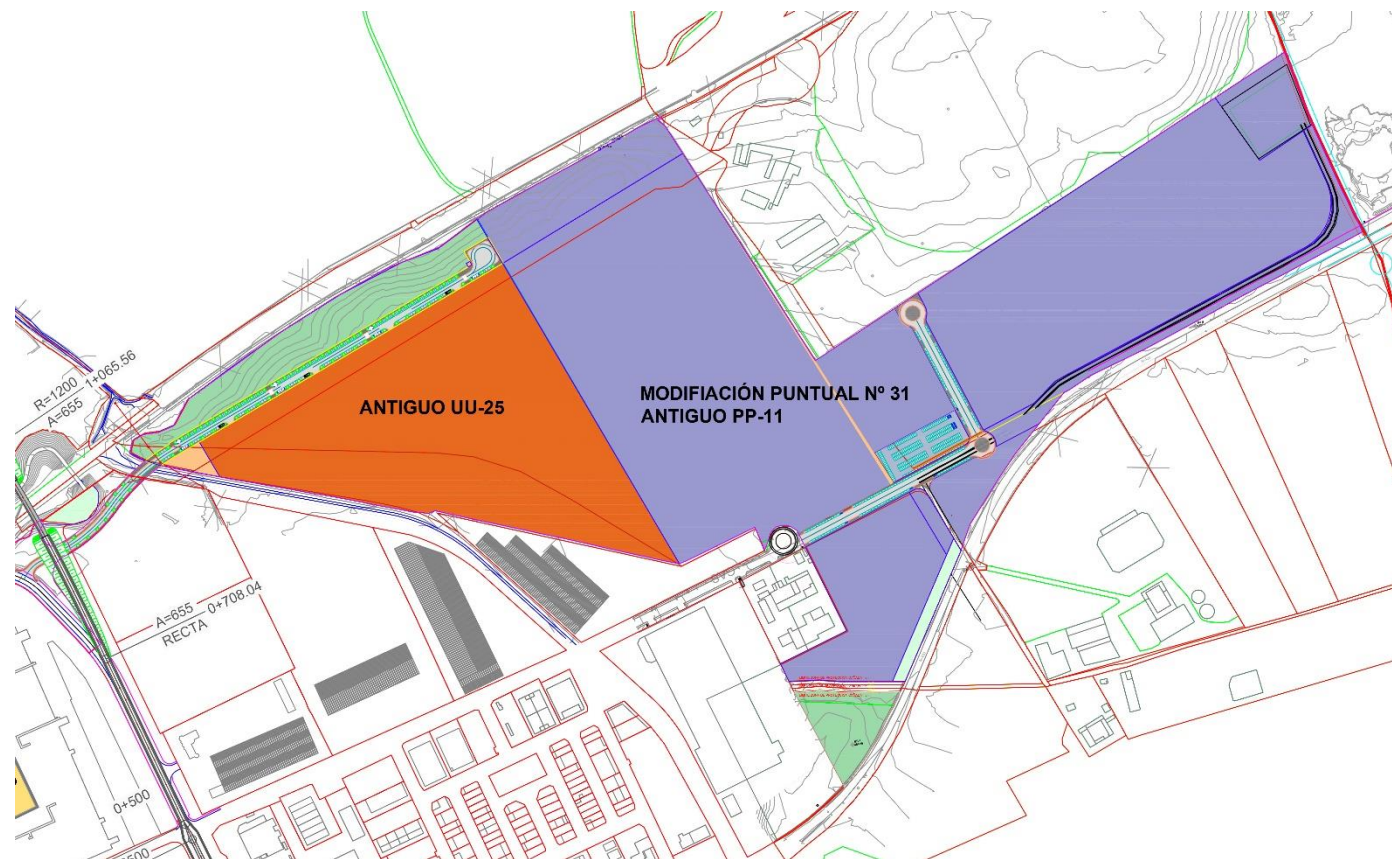 R=1200
1+065.56
A=655
ANTIGUO UU-25
MODIFIACIÓN PUNTUAL Nº 31
ANTIGUO PP-11
A=655
0+708.04
RECTA
0+500